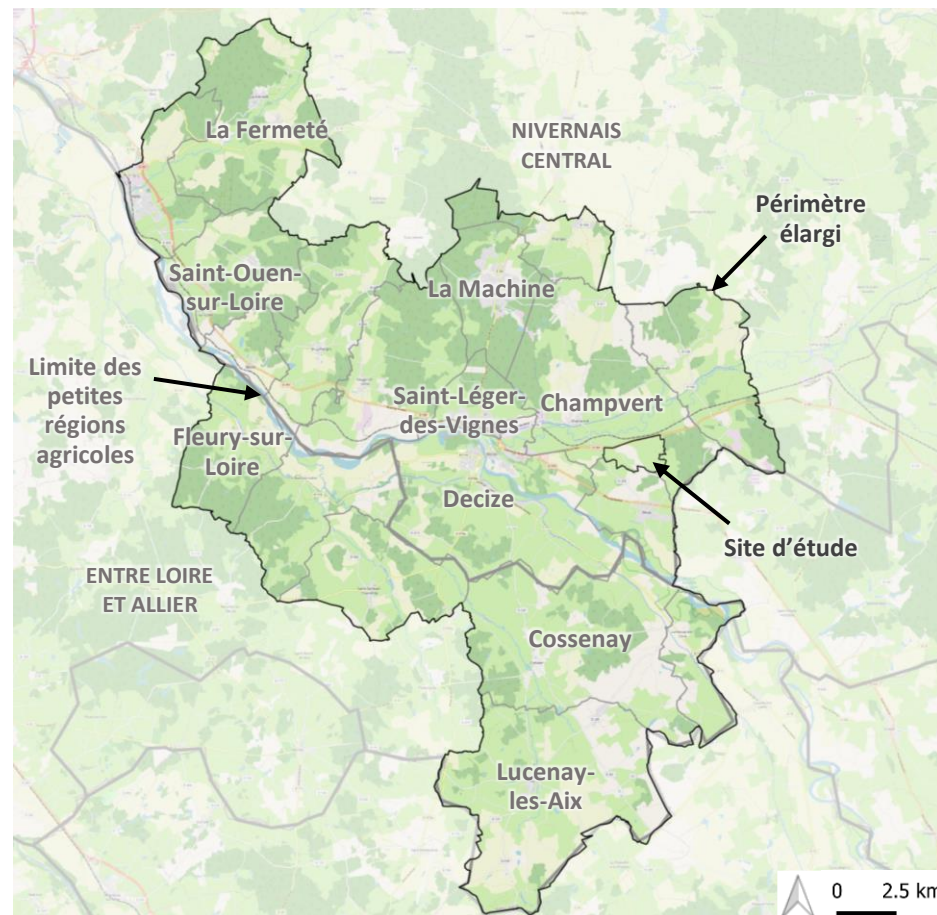 La Fermeté
NIVERNAIS
CENTRAL
Périmètre
élargi
Saint-Ouen-
sur-Loire
La Machine
Limite des
petites
régions
agricoles
Saint-Léger-
des-Vignes
Champvert
Fleury-sur-
Loire
Decize
Site d'étude
ENTRE LOIRE
ET ALLIER
Cossenay
Lucenay-
les-Aix
0 2.5 km